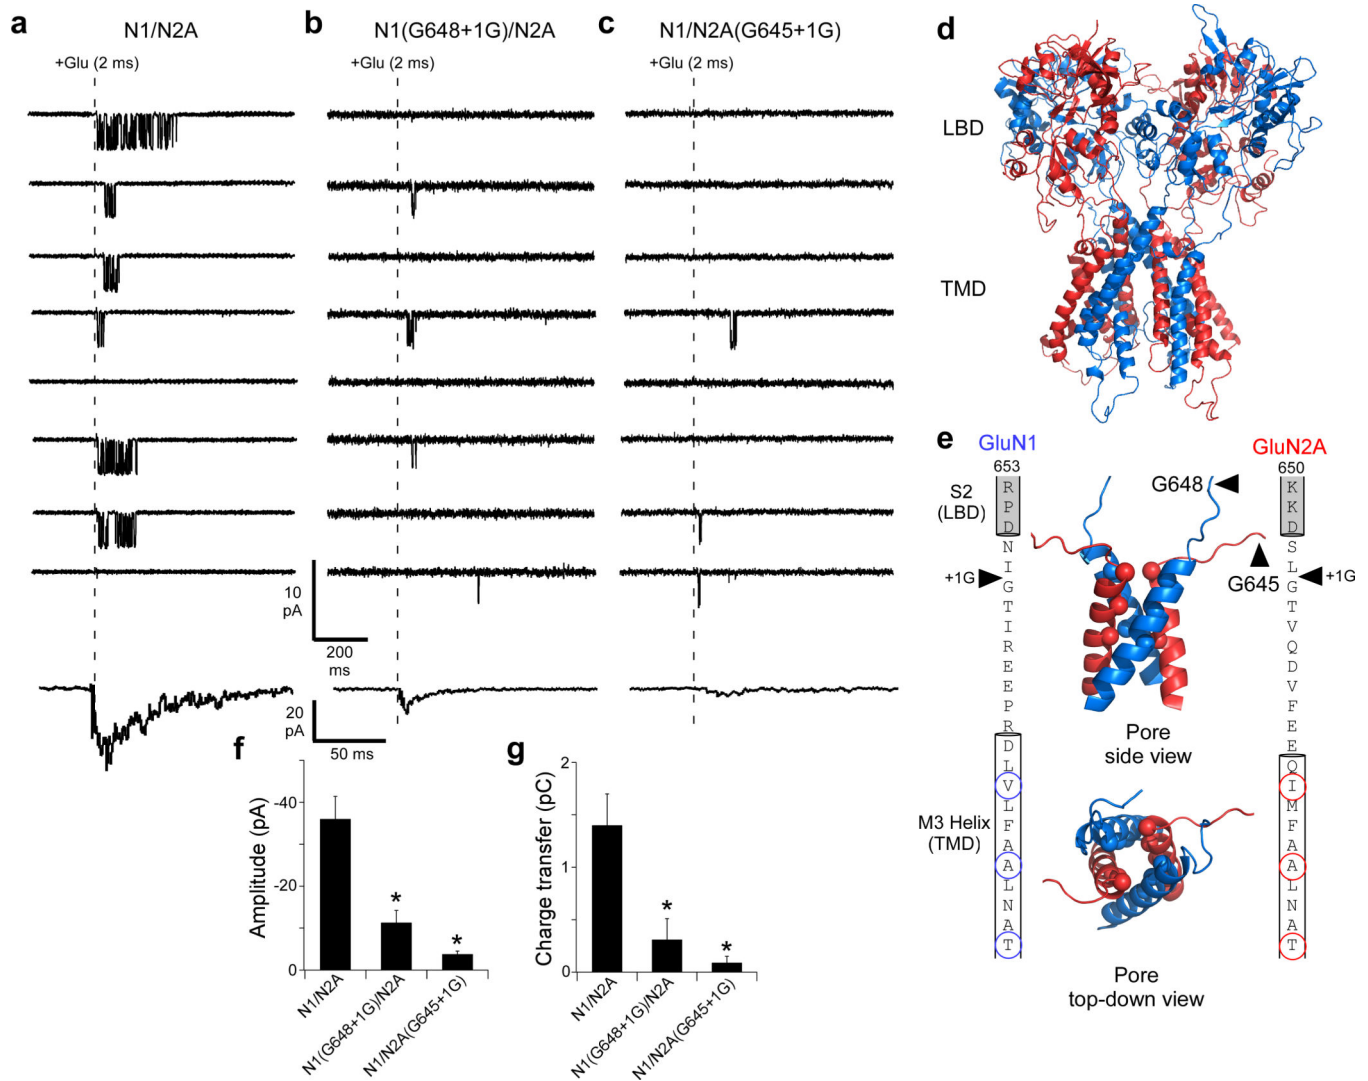 a
N1/N2A
+Glu (2 ms)
b
N1(G648+1G)/N2A
+Glu (2 ms)
c
N1/N2A(G645+1G)
+Glu (2 ms)
10
pA
200
ms
20
pA
50 ms
d
LBD
TMD
e
GluN1
653
S2
(LBD)
R
P
D
N
I
G
T
I
R
E
E
P
R
D
L
V
L
F
A
A
L
N
A
T
+1G
M3 Helix
(TMD)
G648
G645
Pore
side view
Pore
top-down view
GluN2A
650
K
K
D
S
L
G
T
V
Q
D
V
F
E
E
Q
I
M
F
A
A
L
N
A
T
+1G
f
Amplitude (pA)
-40
-20
0
*
*
N1/N2A
N1(G648+1G)/N2A
N1/N2A(G645+1G)
g
Charge transfer (pC)
2
1
0
*
*
N1/N2A
N1(G648+1G)/N2A
N1/N2A(G645+1G)